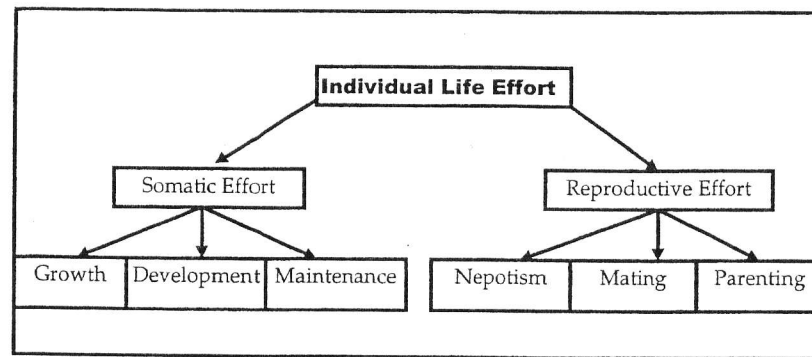 Individual Life Effort
Somatic Effort
Reproductive Effort
Growth Development Maintenance
Nepotism Mating Parenting